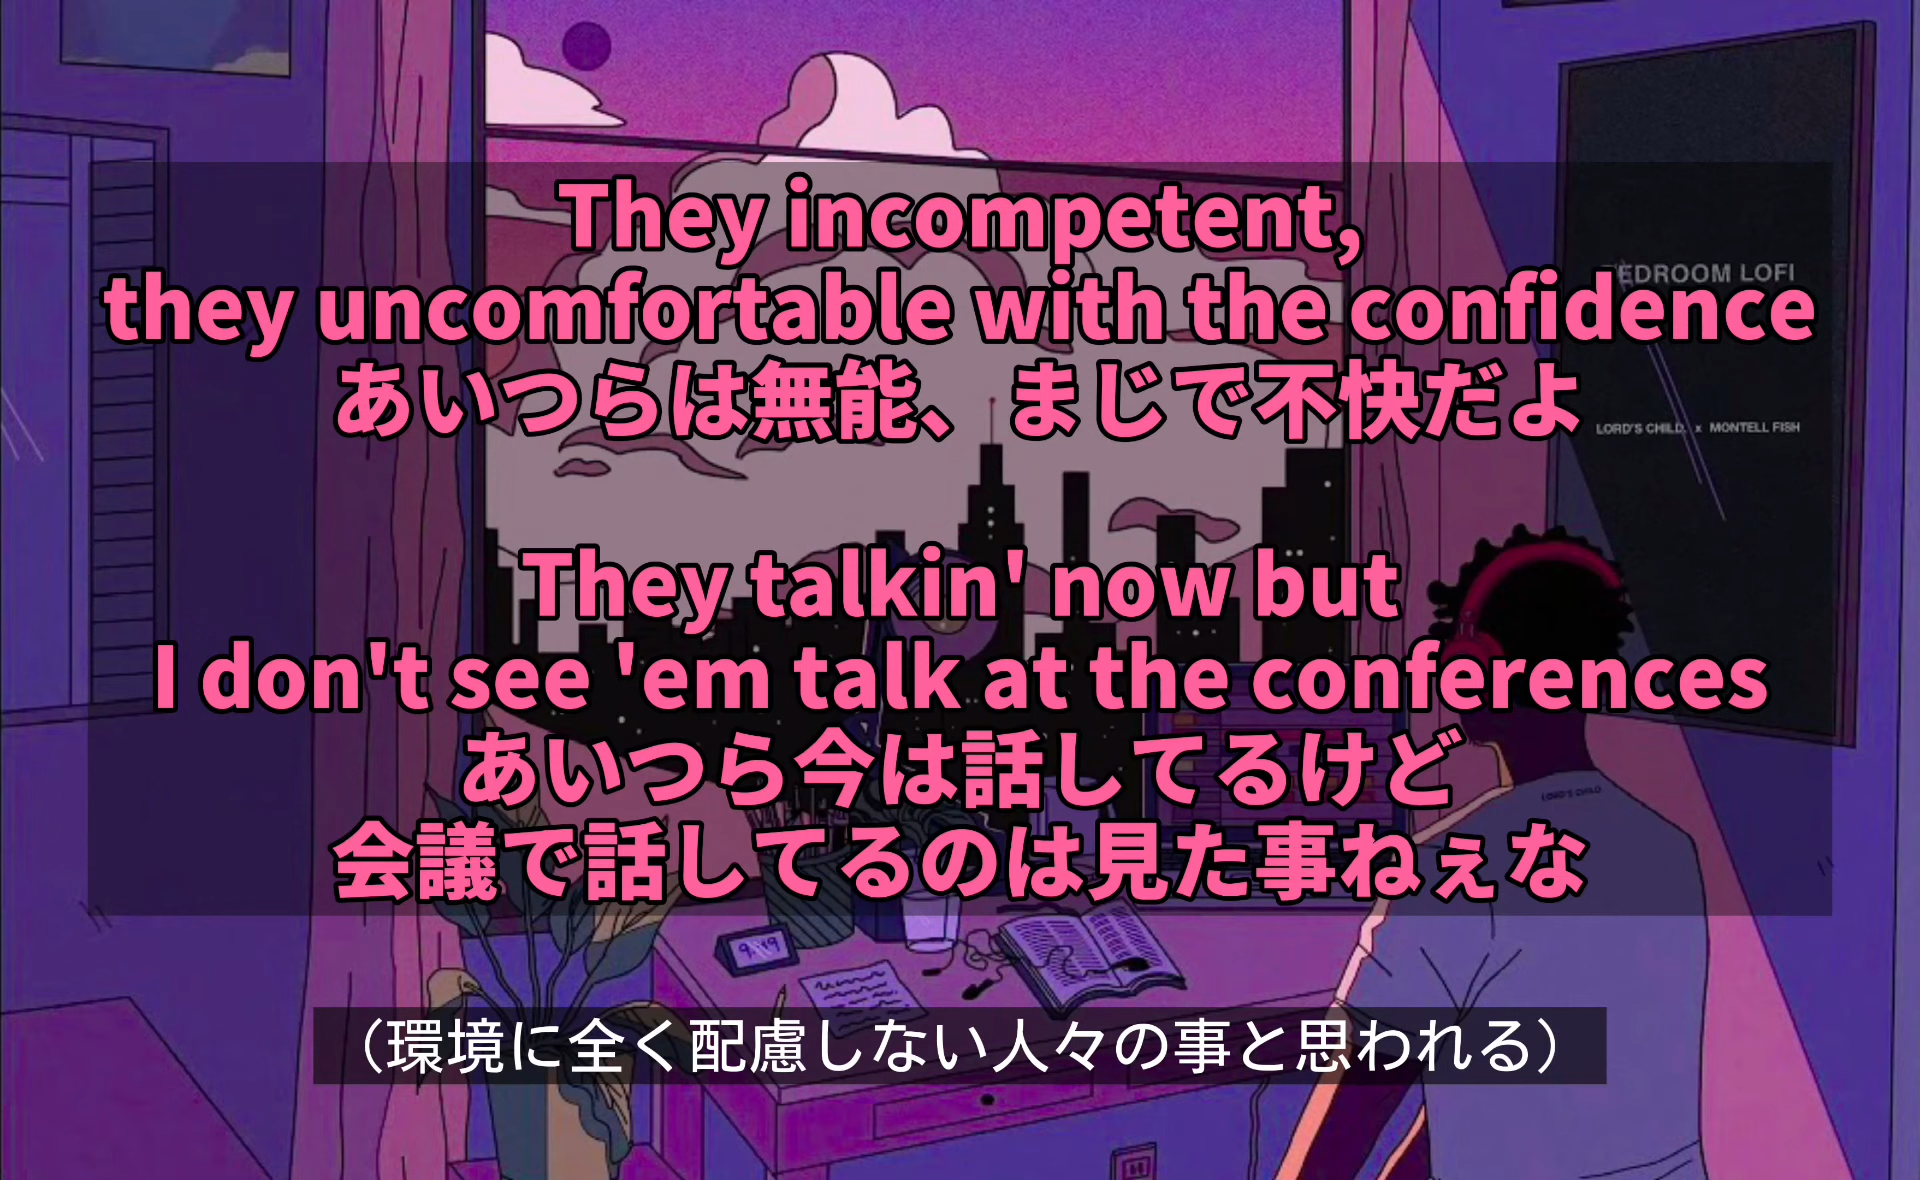 They incompetent,
they uncomfortable with the confidence
あいつらは無能、まじで不快だよ
They talkin' now but
I don't see 'em talk at the conferences
あいつら今は話してるけど
会議で話してるのは見た事ねぇな
（環境に全く配慮しない人々の事と思われる）
BEDROOM LOFI
LORD'S CHILD. x MONTELL FISH
LORD'S CHILD